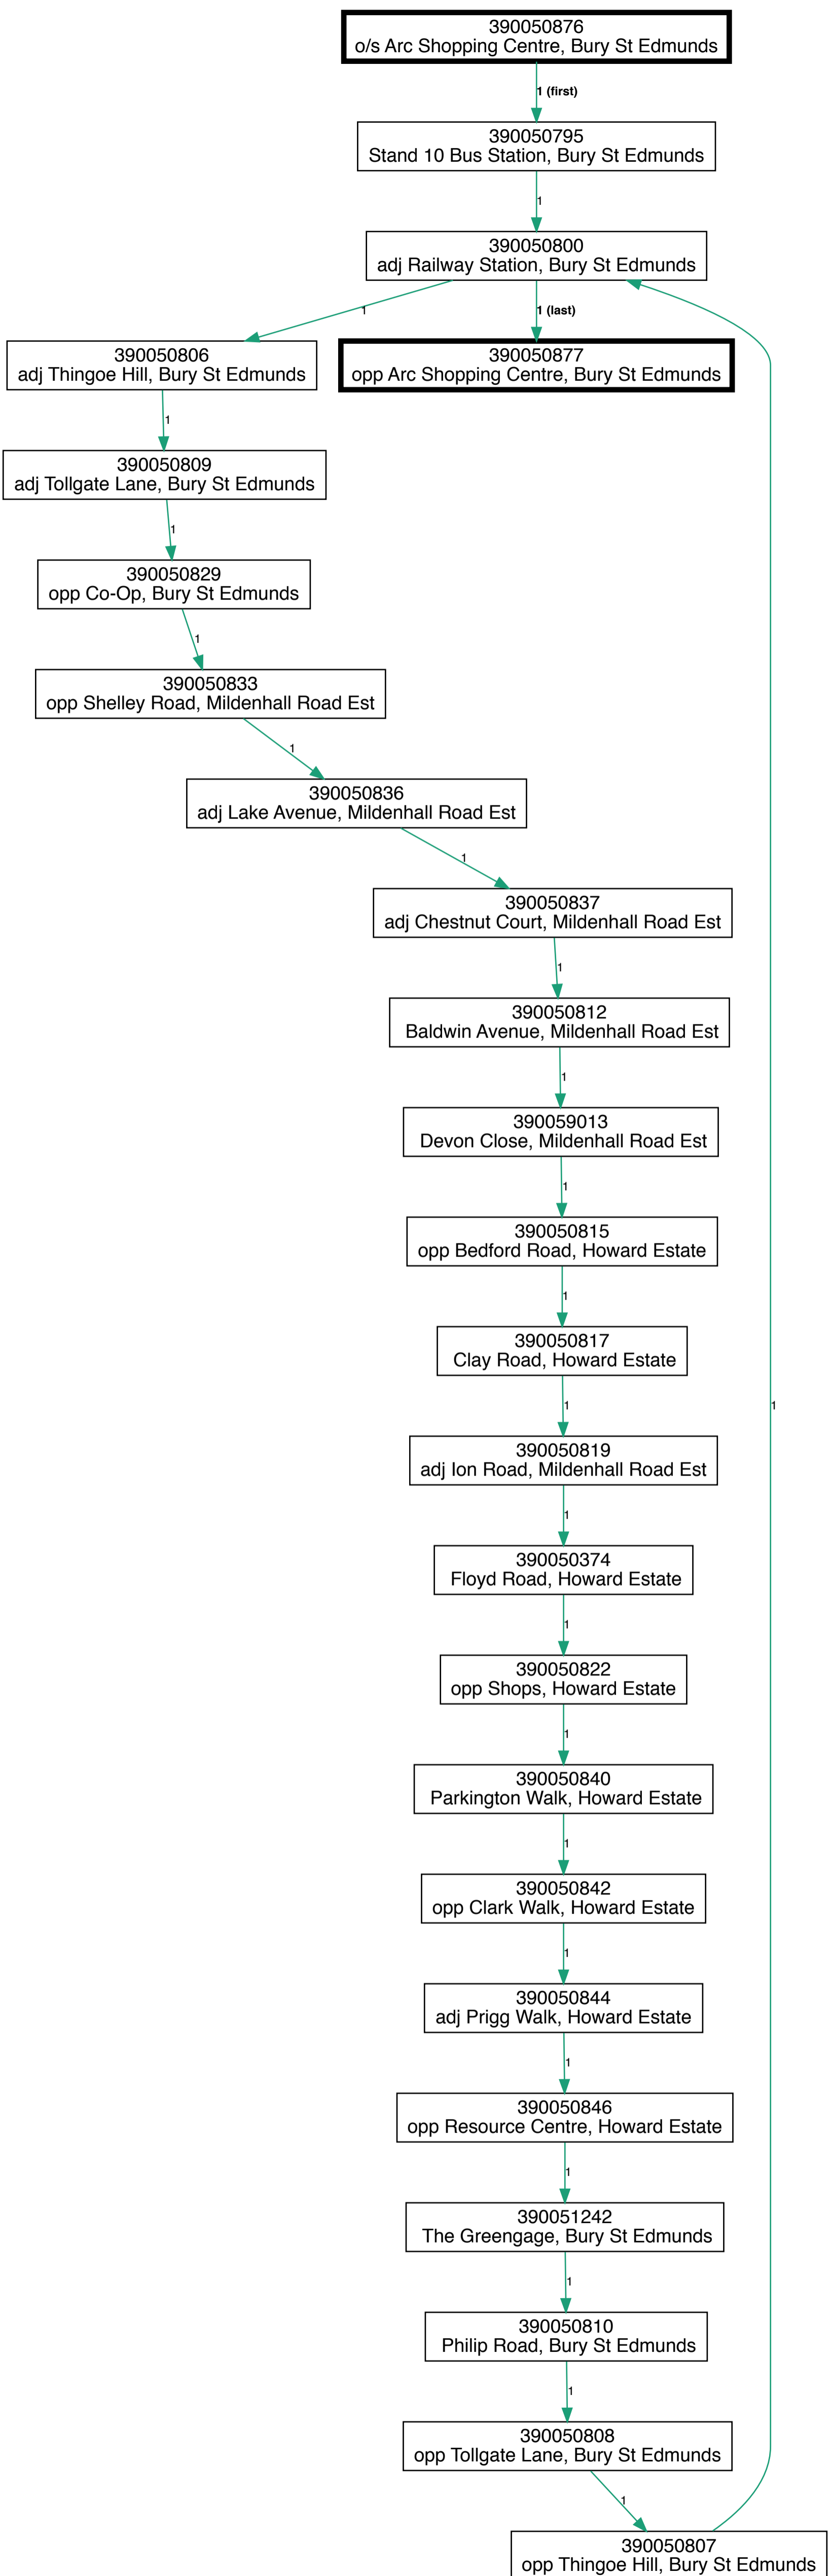 390050876
o/s Arc Shopping Centre, Bury St Edmunds
1 (first)
390050795
Stand 10 Bus Station, Bury St Edmunds
1
390050800
adj Railway Station, Bury St Edmunds
1
1 (last)
390050806
adj Thingoe Hill, Bury St Edmunds
390050877
opp Arc Shopping Centre, Bury St Edmunds
1
390050809
adj Tollgate Lane, Bury St Edmunds
1
390050829
opp Co-Op, Bury St Edmunds
1
390050833
opp Shelley Road, Mildenhall Road Est
1
390050836
adj Lake Avenue, Mildenhall Road Est
1
390050837
adj Chestnut Court, Mildenhall Road Est
1
390050812
Baldwin Avenue, Mildenhall Road Est
1
390059013
Devon Close, Mildenhall Road Est
1
390050815
opp Bedford Road, Howard Estate
1
390050817
Clay Road, Howard Estate
1
1
390050819
adj Ion Road, Mildenhall Road Est
1
390050374
Floyd Road, Howard Estate
1
390050822
opp Shops, Howard Estate
1
390050840
Parkington Walk, Howard Estate
1
390050842
opp Clark Walk, Howard Estate
1
390050844
adj Prigg Walk, Howard Estate
1
390050846
opp Resource Centre, Howard Estate
1
390051242
The Greengage, Bury St Edmunds
1
390050810
Philip Road, Bury St Edmunds
1
390050808
opp Tollgate Lane, Bury St Edmunds
1
390050807
opp Thingoe Hill, Bury St Edmunds